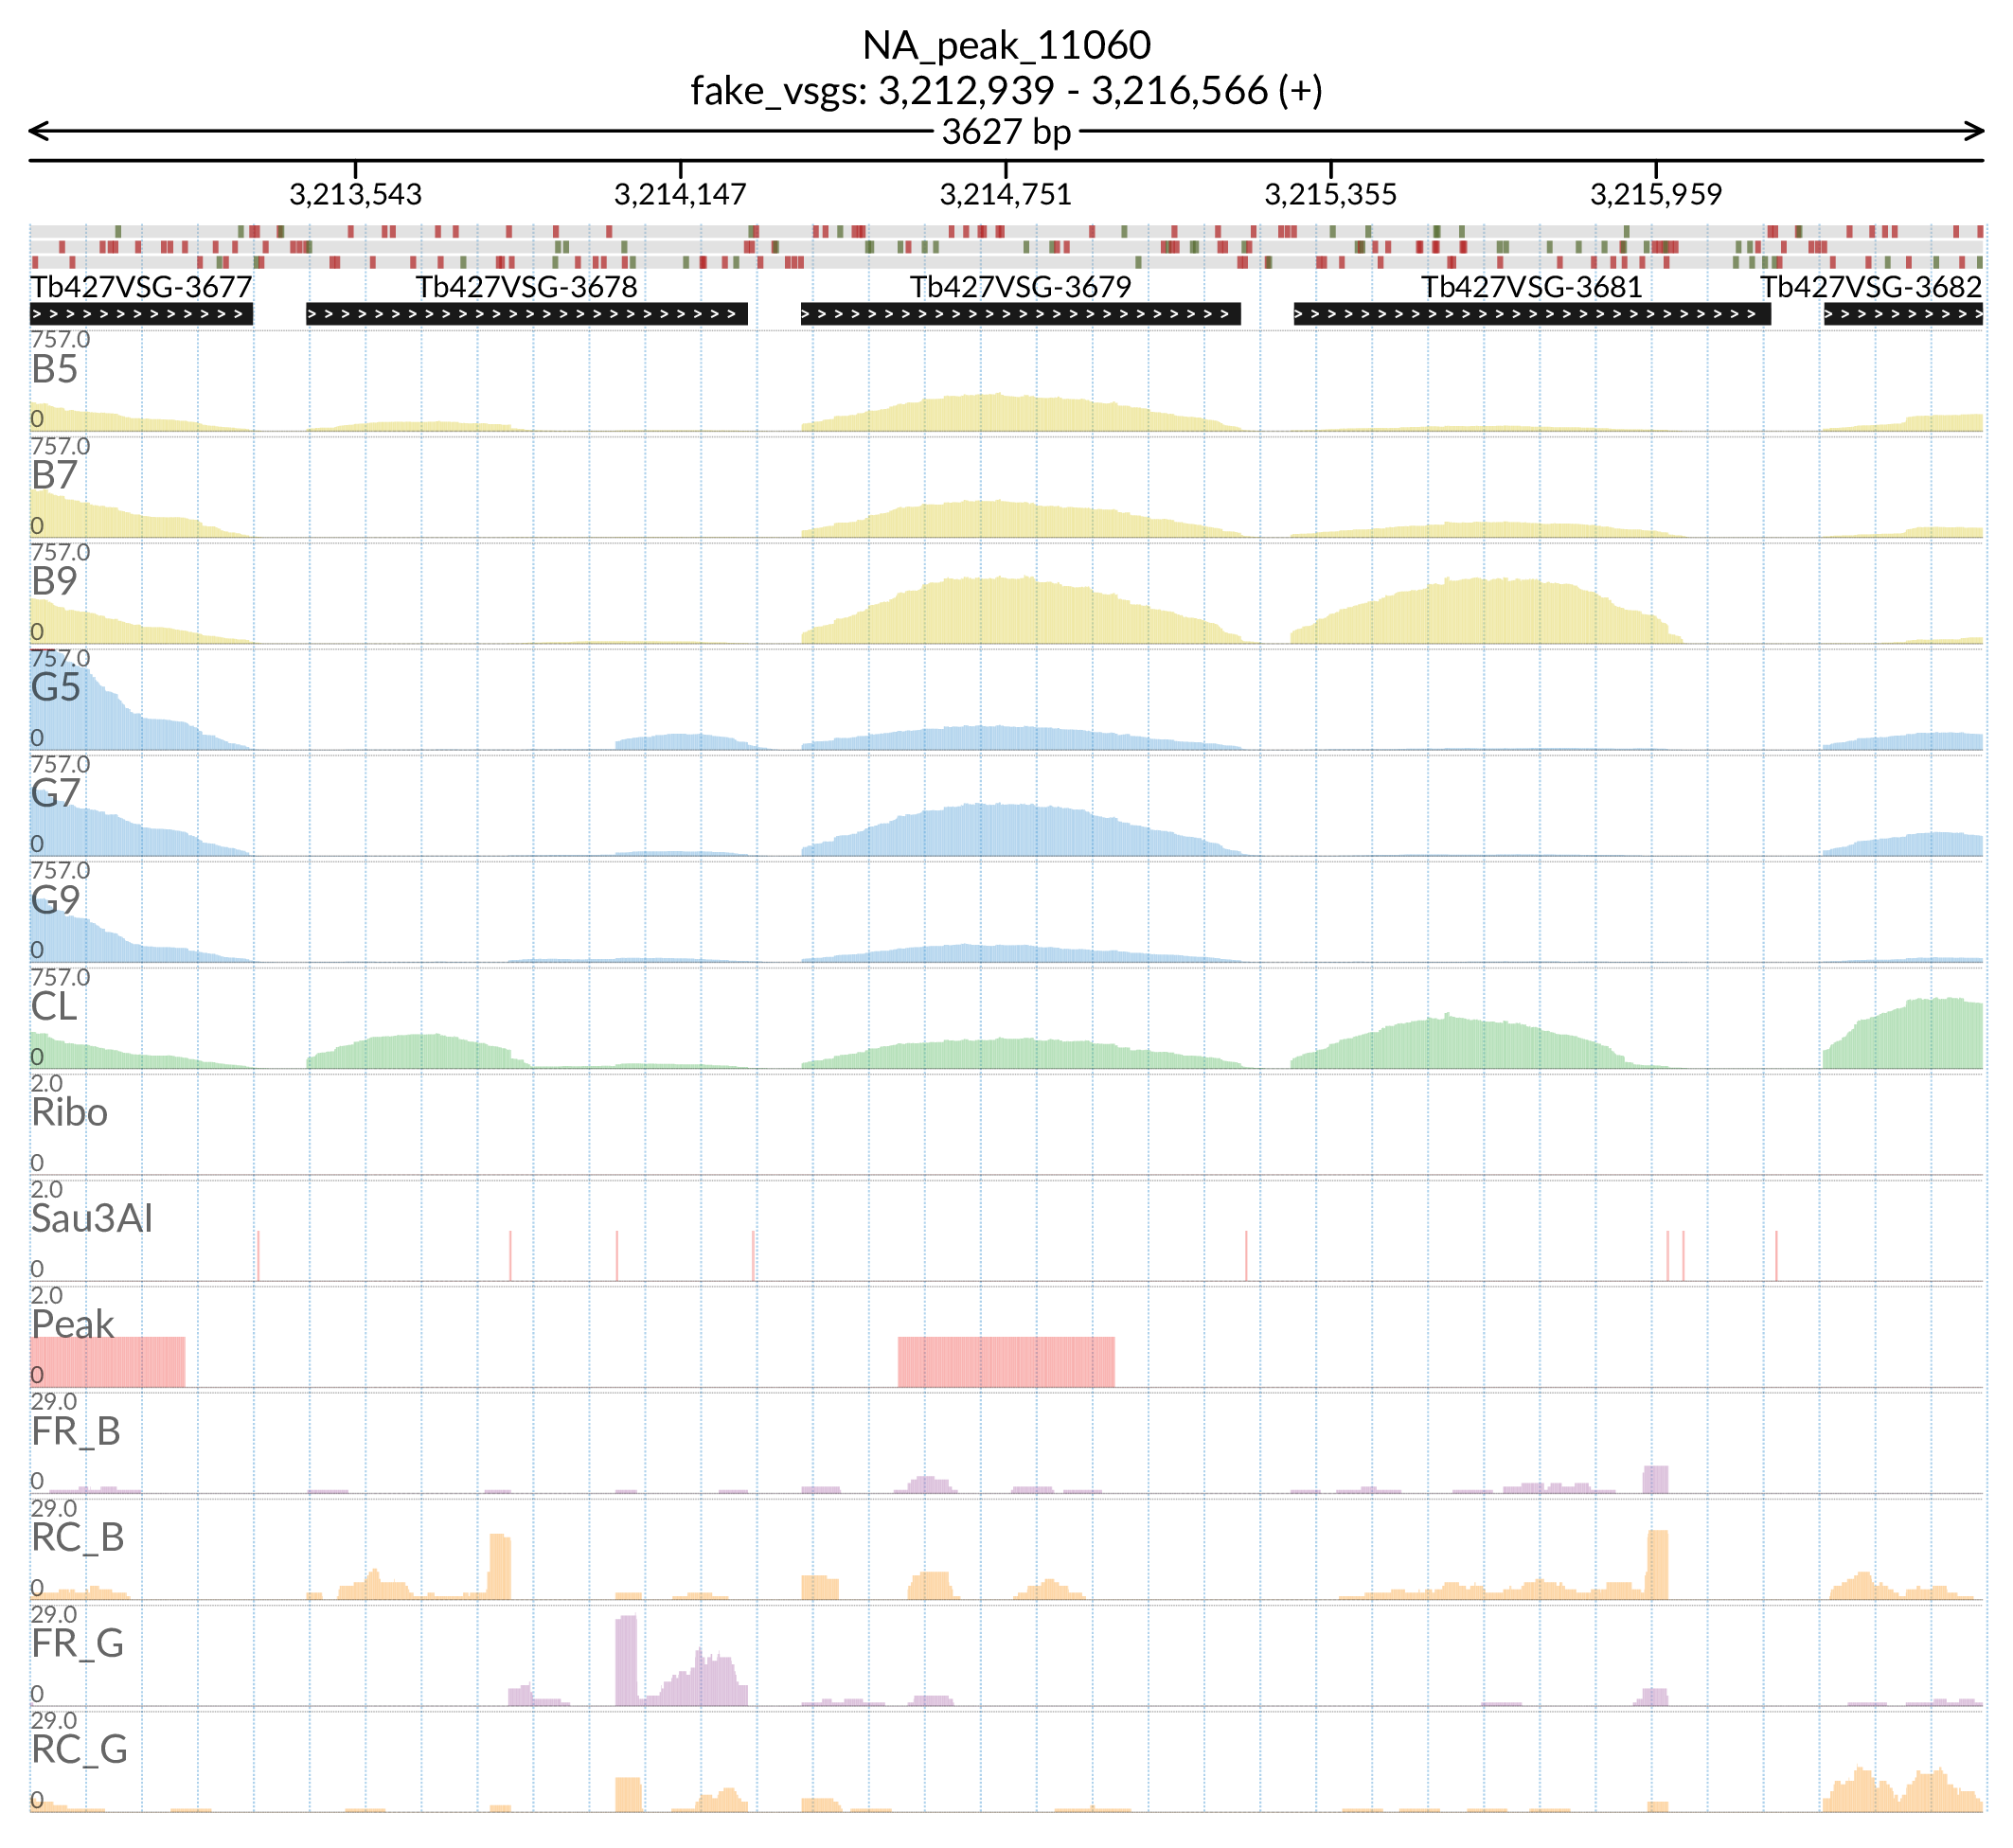 NA_peak_11060
fake_vsgs: 3,212,939 - 3,216,566 (+)
3627 bp
3,213,543 3,214,147 3,214,751 3,215,355 3,215,959
Tb427VSG-3677 Tb427VSG-3678 Tb427VSG-3679 Tb427VSG-3681 Tb427VSG-3682
757.0
B5
0
757.0
B7
0
757.0
B9
0
757.0
G5
0
757.0
G7
0
757.0
G9
0
757.0
CL
0
2.0
Ribo
0
2.0
Sau3AI
0
2.0
Peak
0
29.0
FR_B
0
29.0
RC_B
0
29.0
FR_G
0
29.0
RC_G
0